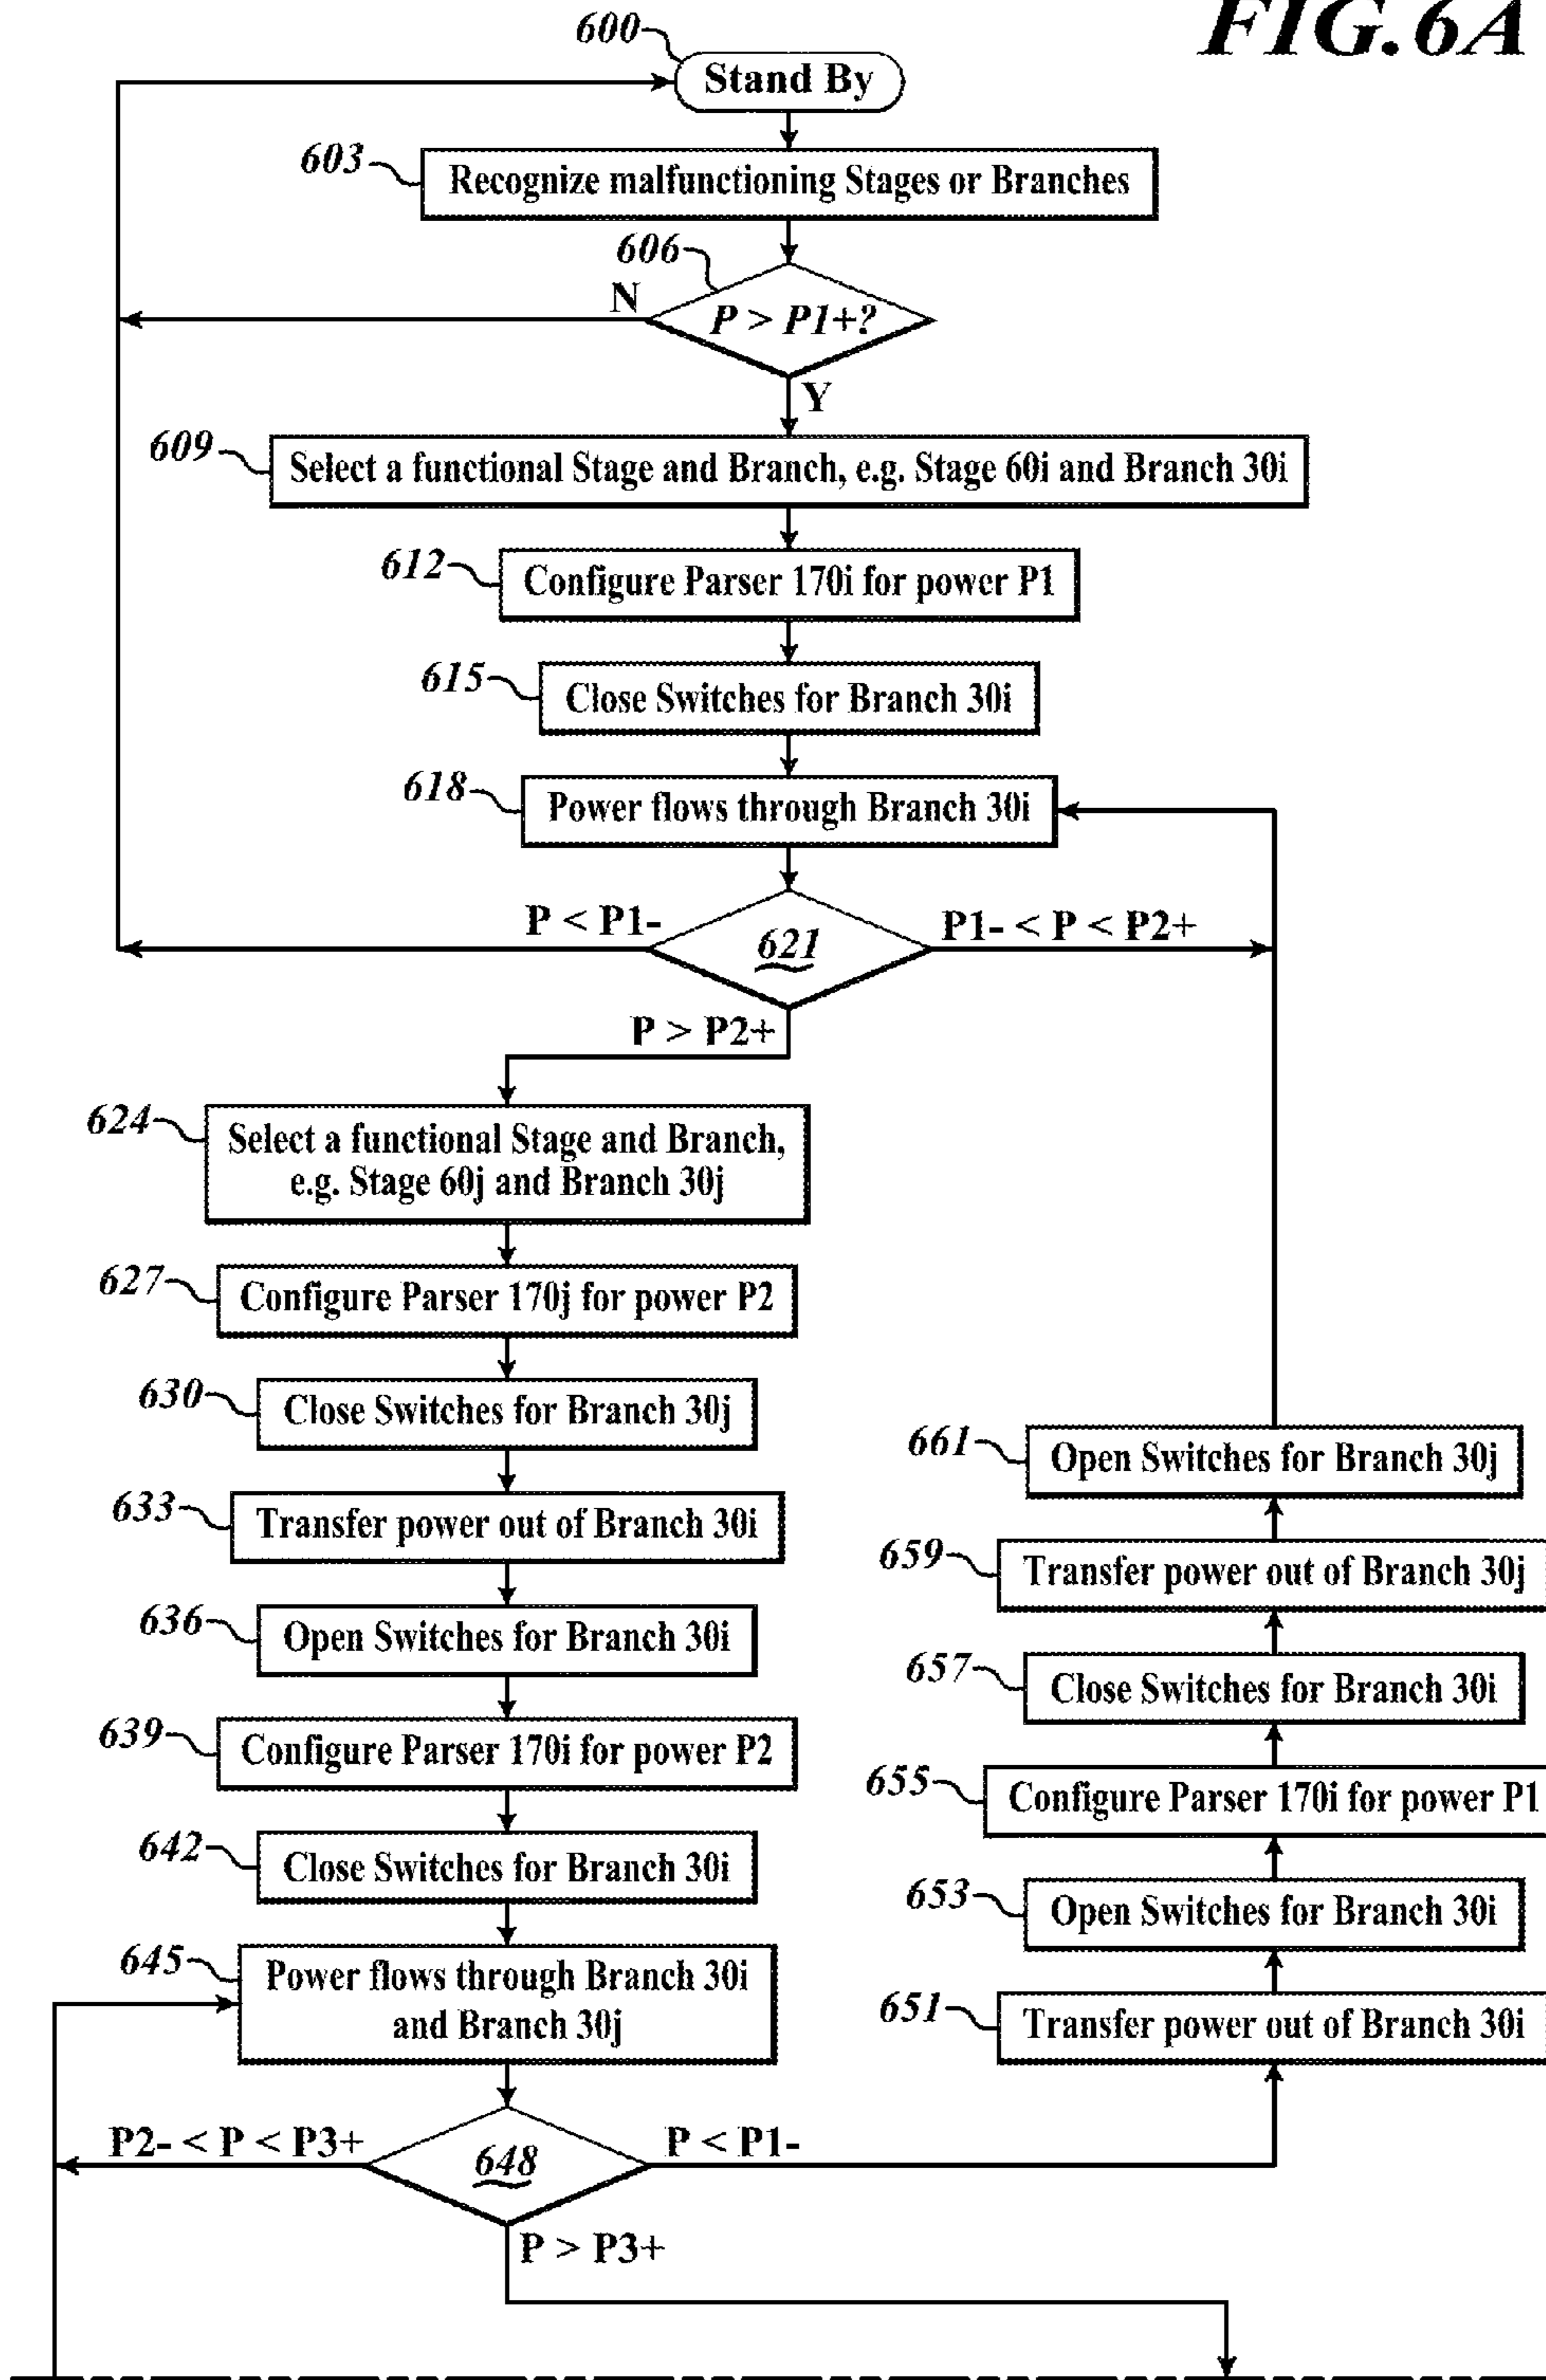 FIG. 6A
600
Stand By
603
Recognize malfunctioning Stages or Branches
606
N
P > P1+?
Y
609
Select a functional Stage and Branch, e.g. Stage 60i and Branch 30i
612
Configure Parser 170i for power P1
615
Close Switches for Branch 30i
618
Power flows through Branch 30i
P < P1-
621
P1- < P < P2+
P > P2+
624
Select a functional Stage and Branch,
e.g. Stage 60j and Branch 30j
627
Configure Parser 170j for power P2
630
Close Switches for Branch 30j
633
Transfer power out of Branch 30i
636
Open Switches for Branch 30i
639
Configure Parser 170i for power P2
642
Close Switches for Branch 30i
645
Power flows through Branch 30i
and Branch 30j
P2- < P < P3+
648
P < P1-
P > P3+
661
Open Switches for Branch 30j
659
Transfer power out of Branch 30j
657
Close Switches for Branch 30i
655
Configure Parser 170i for power P1
653
Open Switches for Branch 30i
651
Transfer power out of Branch 30i